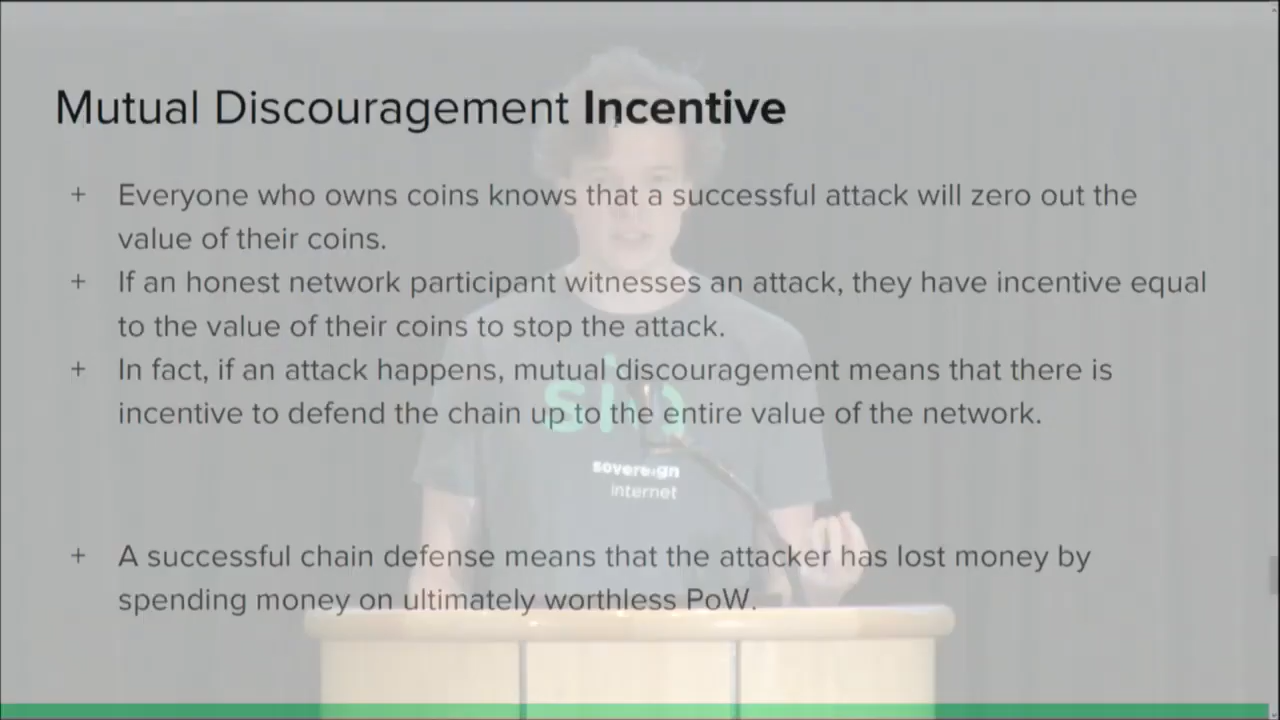 Mutual Discouragement Incentive
+ Everyone who owns coins knows that a successful attack will zero out the
value of their coins.
+ If an honest network participant witnesses an attack, they have incentive equal
to the value of their coins to stop the attack.
+ In fact, if an attack happens, mutual discouragement means that there is
incentive to defend the chain up to the entire value of the network.
sia
sovereign
internet
+ A successful chain defense means that the attacker has lost money by
spending money on ultimately worthless PoW.